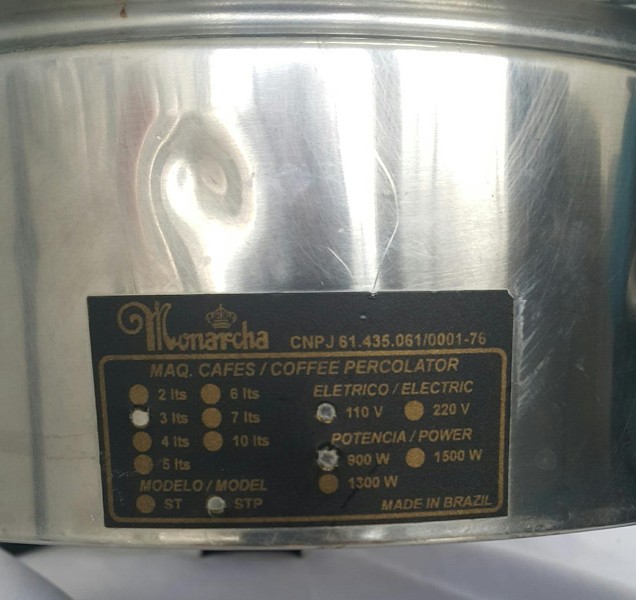 Monarcha CNPJ 61.435.061/0001-76
MAQ. CAFES / COFFEE PERCOLATOR
2 lts 6 lts
3 lts 7 lts
4 lts 10 lts
5 lts
MODELO / MODEL
ST STP
ELETRICO / ELECTRIC
110 V 220 V
POTENCIA / POWER
900 W 1500 W
1300 W
MADE IN BRAZIL